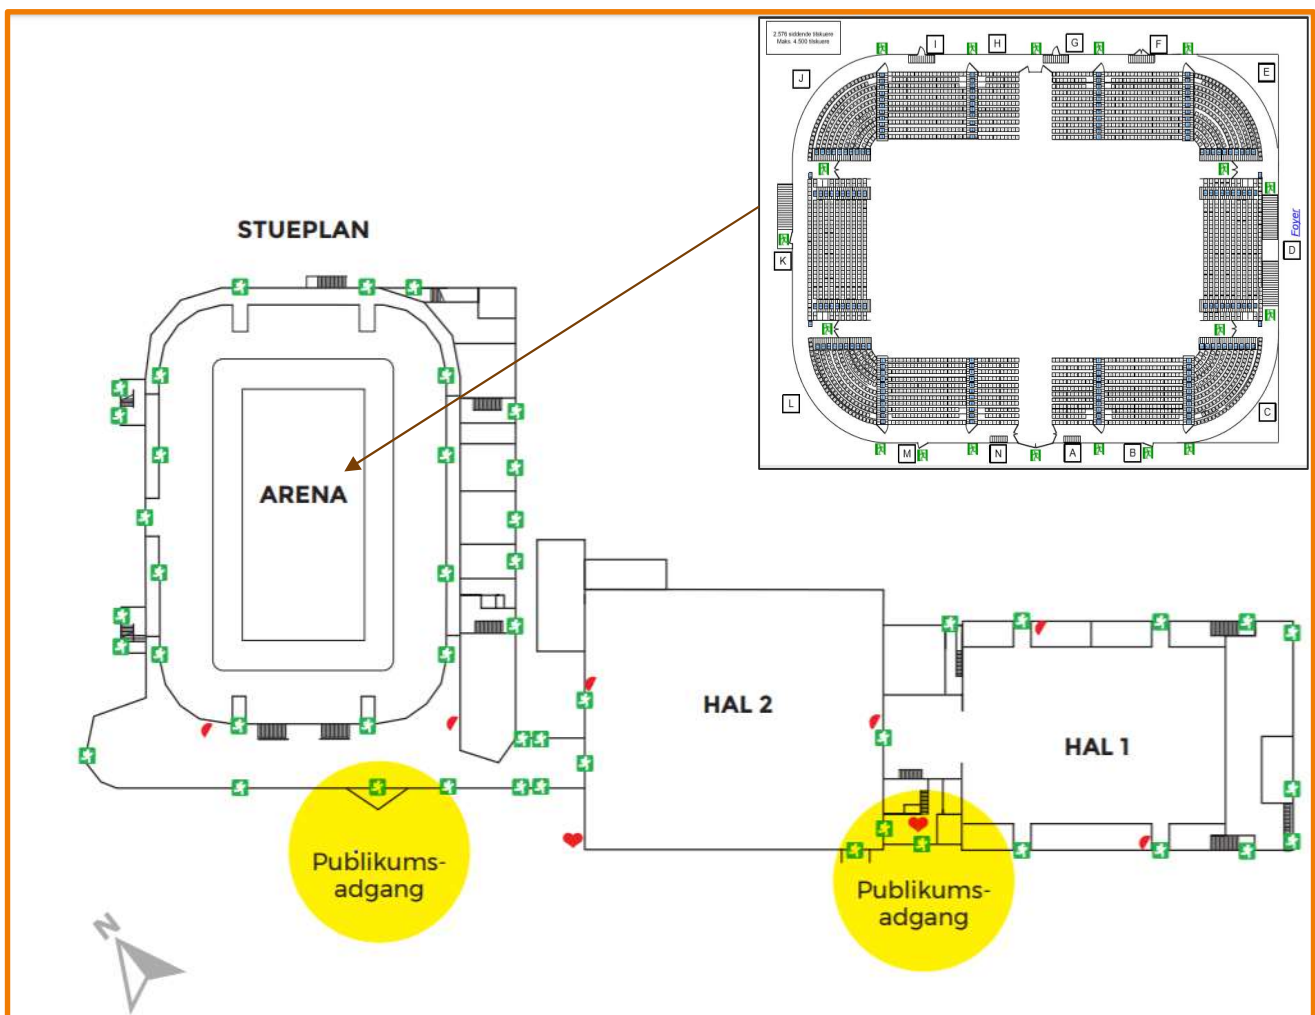 2.576 siddende tilskuere
Maks. 4.500 tilskuere
I
H
G
F
J
E
Foyer
D
K
L
C
M
N
A
B
STUEPLAN
ARENA
HAL 2
HAL 1
Publikums-
adgang
Publikums-
adgang
N